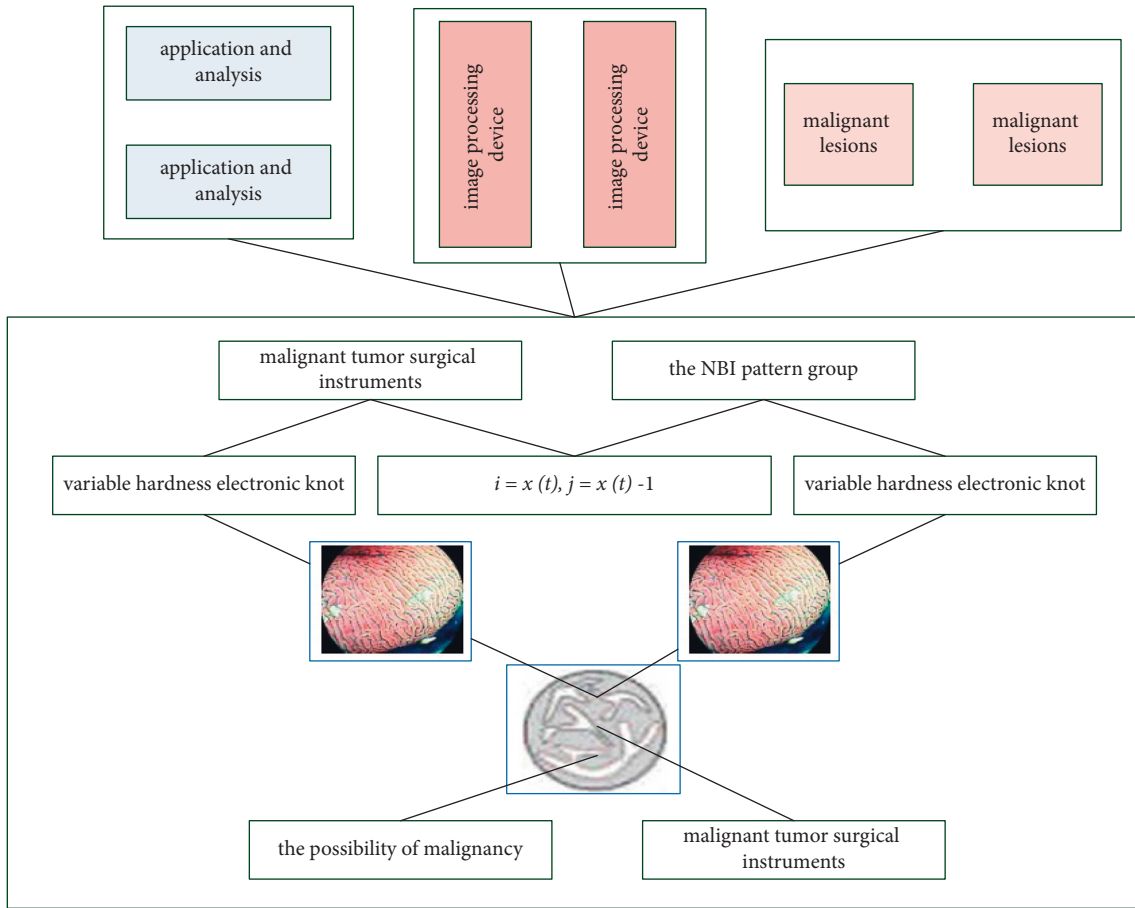 application and
analysis
application and
analysis
image processing
device
image processing
device
malignant
lesions
malignant
lesions
malignant tumor surgical
instruments
the NBI pattern group
variable hardness electronic knot
i = x (t), j = x (t) -1
variable hardness electronic knot
the possibility of malignancy
malignant tumor surgical
instruments